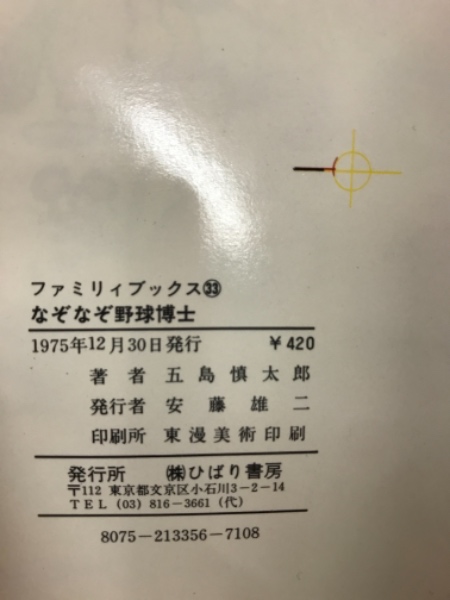 ファミリィブックス㉝
なぞなぞ野球博士
1975年12月30日発行 ¥420
著者 五島慎太郎
発行者 安藤雄二
印刷所 東漫美術印刷
発行所 ㈱ひばり書房
〒112 東京都文京区小石川3-2-14
TEL (03) 816-3661 (代)
8075-213356-7108